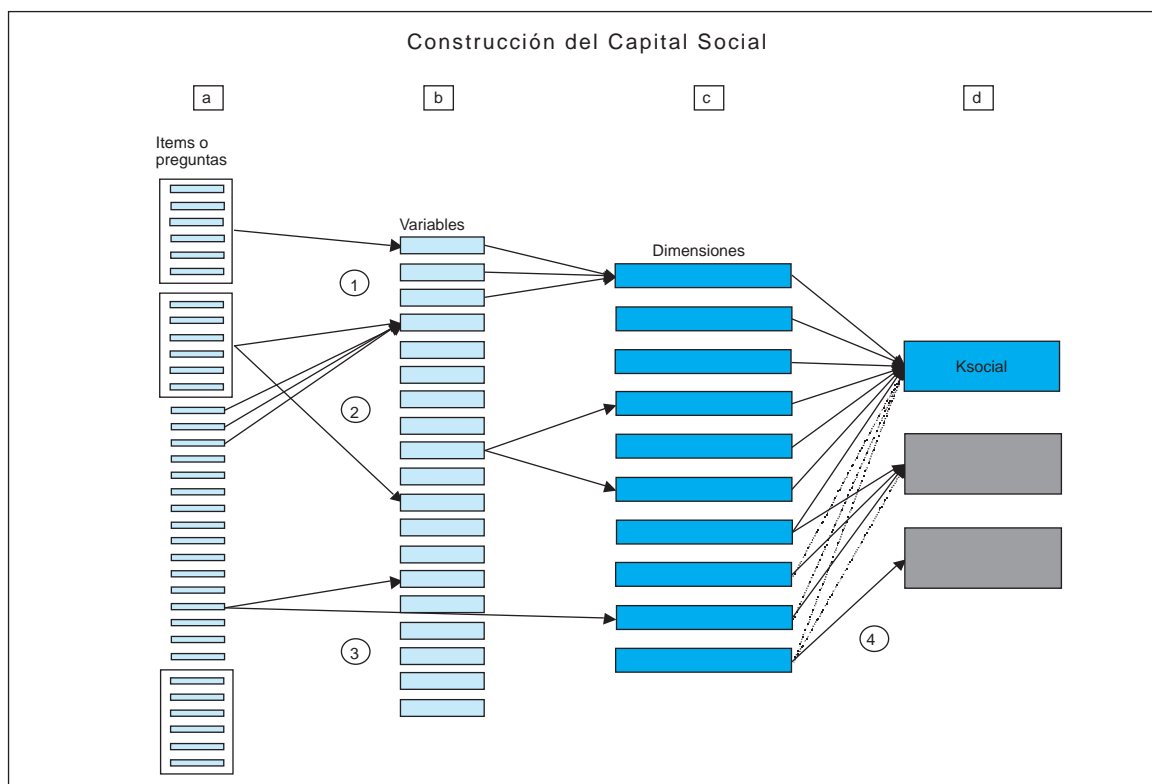 Construcción del Capital Social
a
b
c
d
Items o
preguntas
Variables
Dimensiones
1
Ksocial
2
3
4